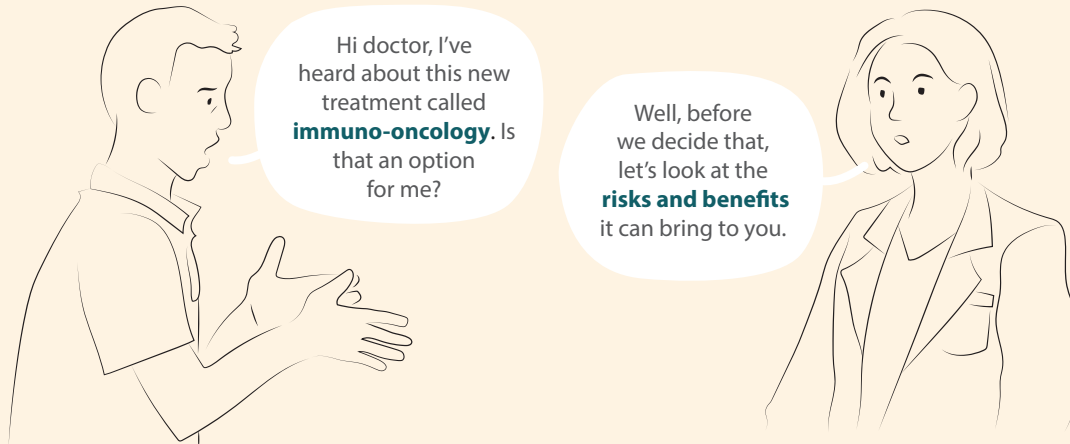 Hi doctor, I’ve
heard about this new
treatment called
immuno-oncology. Is
that an option
for me?
Well, before
we decide that,
let’s look at the
risks and benefits
it can bring to you.